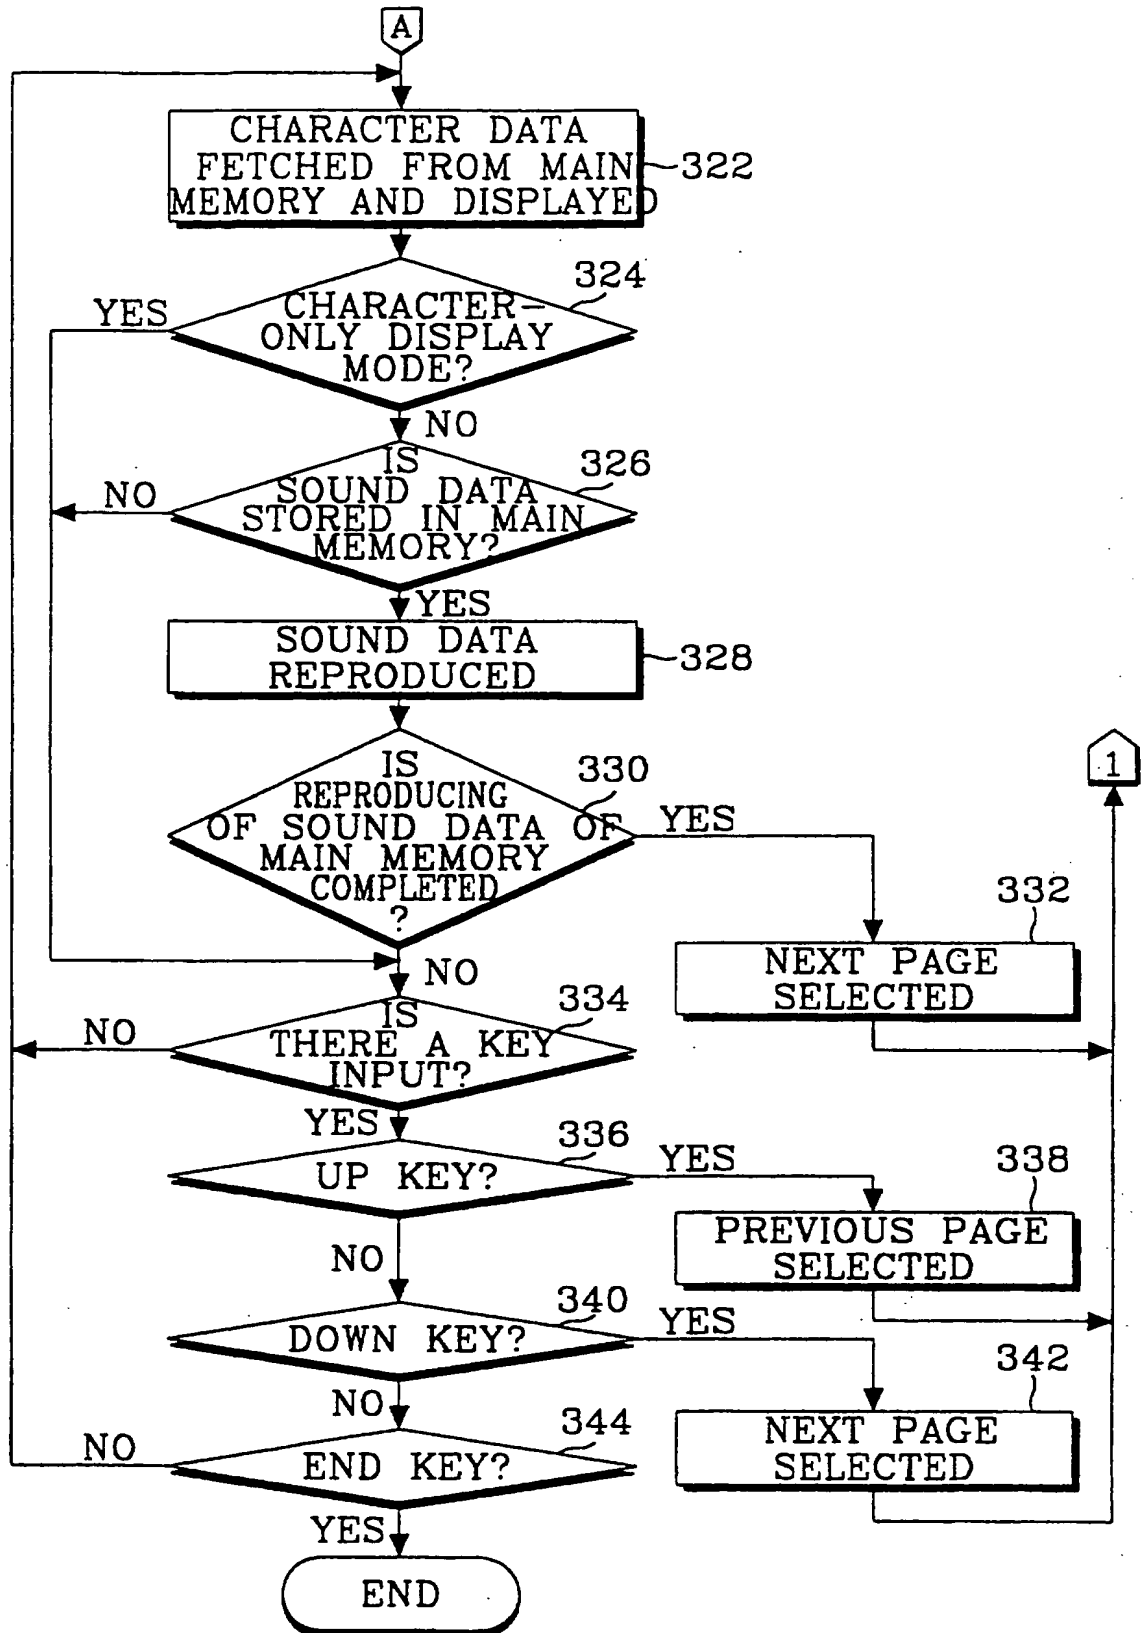 A
CHARACTER DATA
FETCHED FROM MAIN
MEMORY AND DISPLAYED
322
324
YES
CHARACTER-
ONLY DISPLAY
MODE?
NO
326
IS
SOUND DATA
STORED IN MAIN
MEMORY?
NO
YES
SOUND DATA
REPRODUCED
328
IS
REPRODUCING
OF SOUND DATA OF
MAIN MEMORY
COMPLETED
?
330
YES
1
332
NEXT PAGE
SELECTED
NO
IS
THERE A KEY
INPUT?
334
NO
YES
336
UP KEY?
YES
338
PREVIOUS PAGE
SELECTED
NO
340
DOWN KEY?
YES
342
NEXT PAGE
SELECTED
NO
344
END KEY?
NO
YES
END